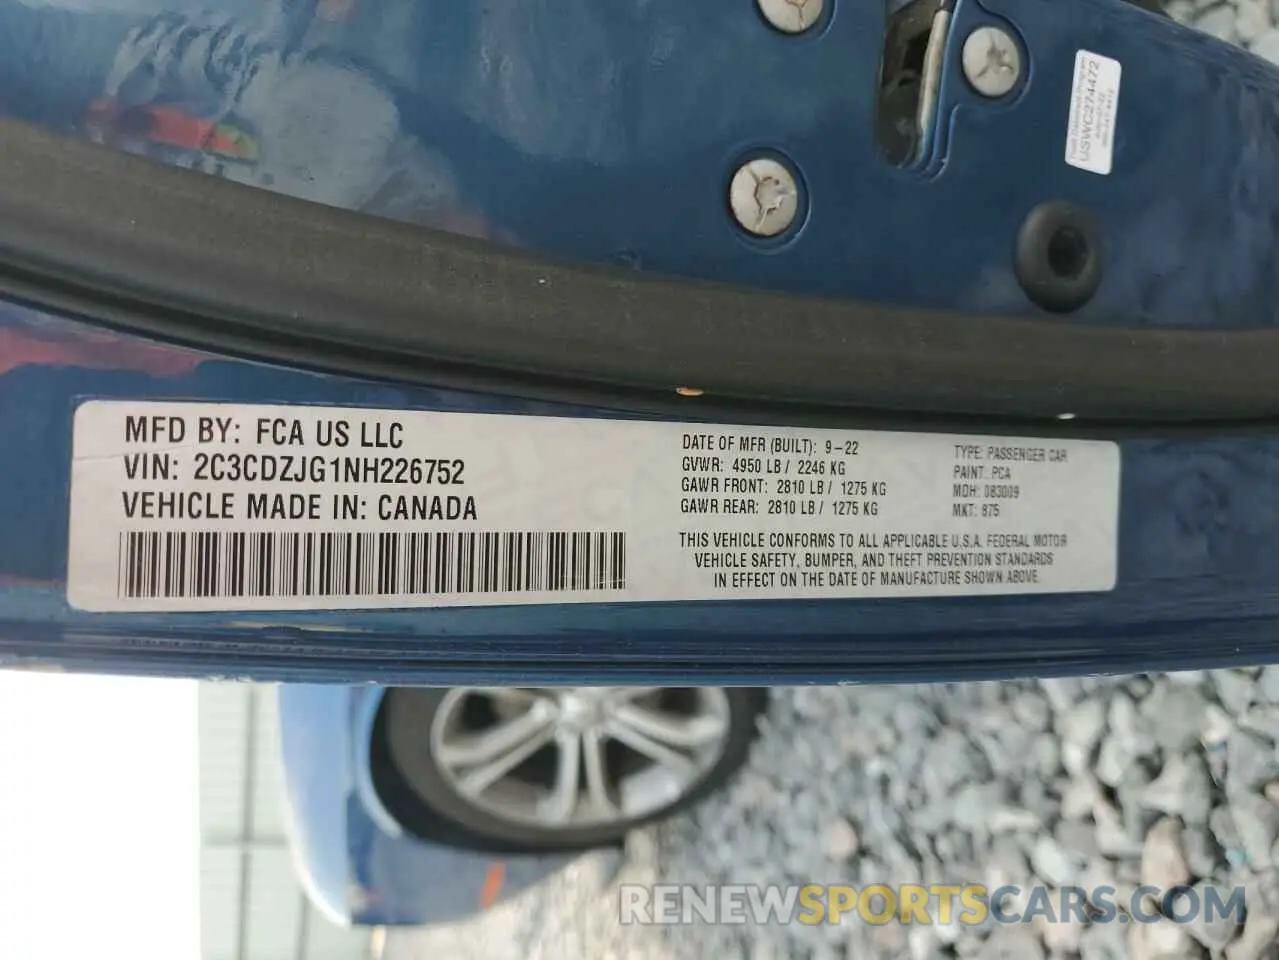 USWC274472
MFD BY: FCA US LLC
VIN: 2C3CDZJG1NH226752
VEHICLE MADE IN: CANADA
DATE OF MFR (BUILT): 9-22
GVWR: 4950 LB / 2246 KG
GAWR FRONT: 2810 LB / 1275 KG
GAWR REAR: 2810 LB / 1275 KG
TYPE: PASSENGER CAR
PAINT: PCA
MDH: 083009
MKT: 875
THIS VEHICLE CONFORMS TO ALL APPLICABLE U.S.A. FEDERAL MOTOR
VEHICLE SAFETY, BUMPER, AND THEFT PREVENTION STANDARDS
IN EFFECT ON THE DATE OF MANUFACTURE SHOWN ABOVE.
RENEWSPORTSCARS.COM